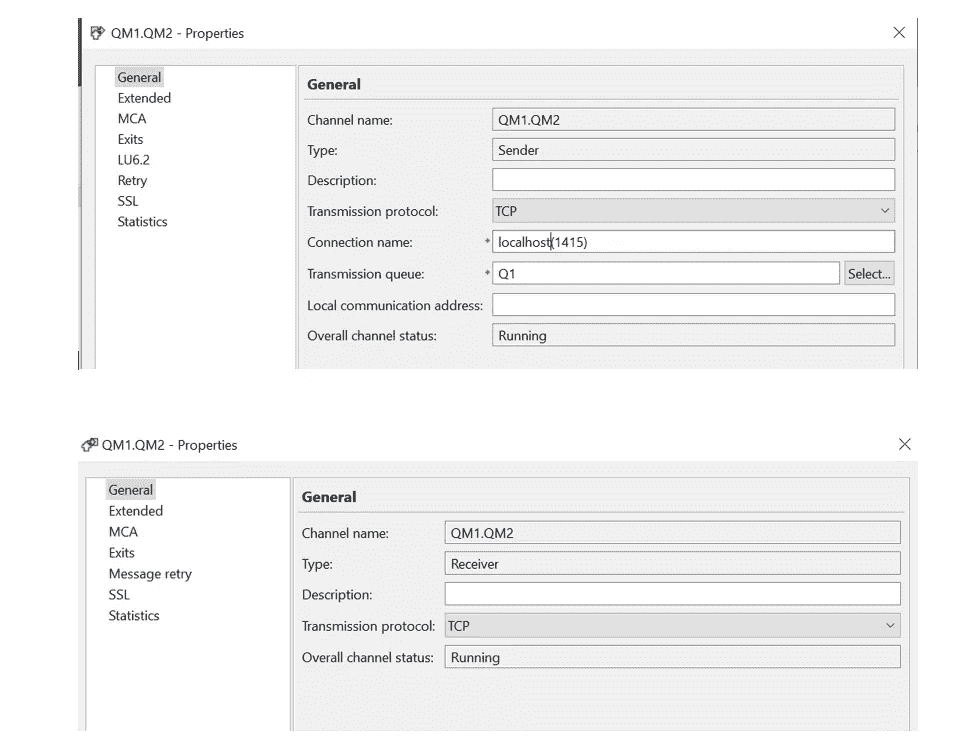 QM1.QM2 - Properties
General
Extended
MCA
Exits
LU6.2
Retry
SSL
Statistics
General
Channel name: QM1.QM2
Type: Sender
Description:
Transmission protocol: TCP
Connection name: * localhost(1415)
Transmission queue: * Q1 Select...
Local communication address:
Overall channel status: Running
QM1.QM2 - Properties
General
Extended
MCA
Exits
Message retry
SSL
Statistics
General
Channel name: QM1.QM2
Type: Receiver
Description:
Transmission protocol: TCP
Overall channel status: Running